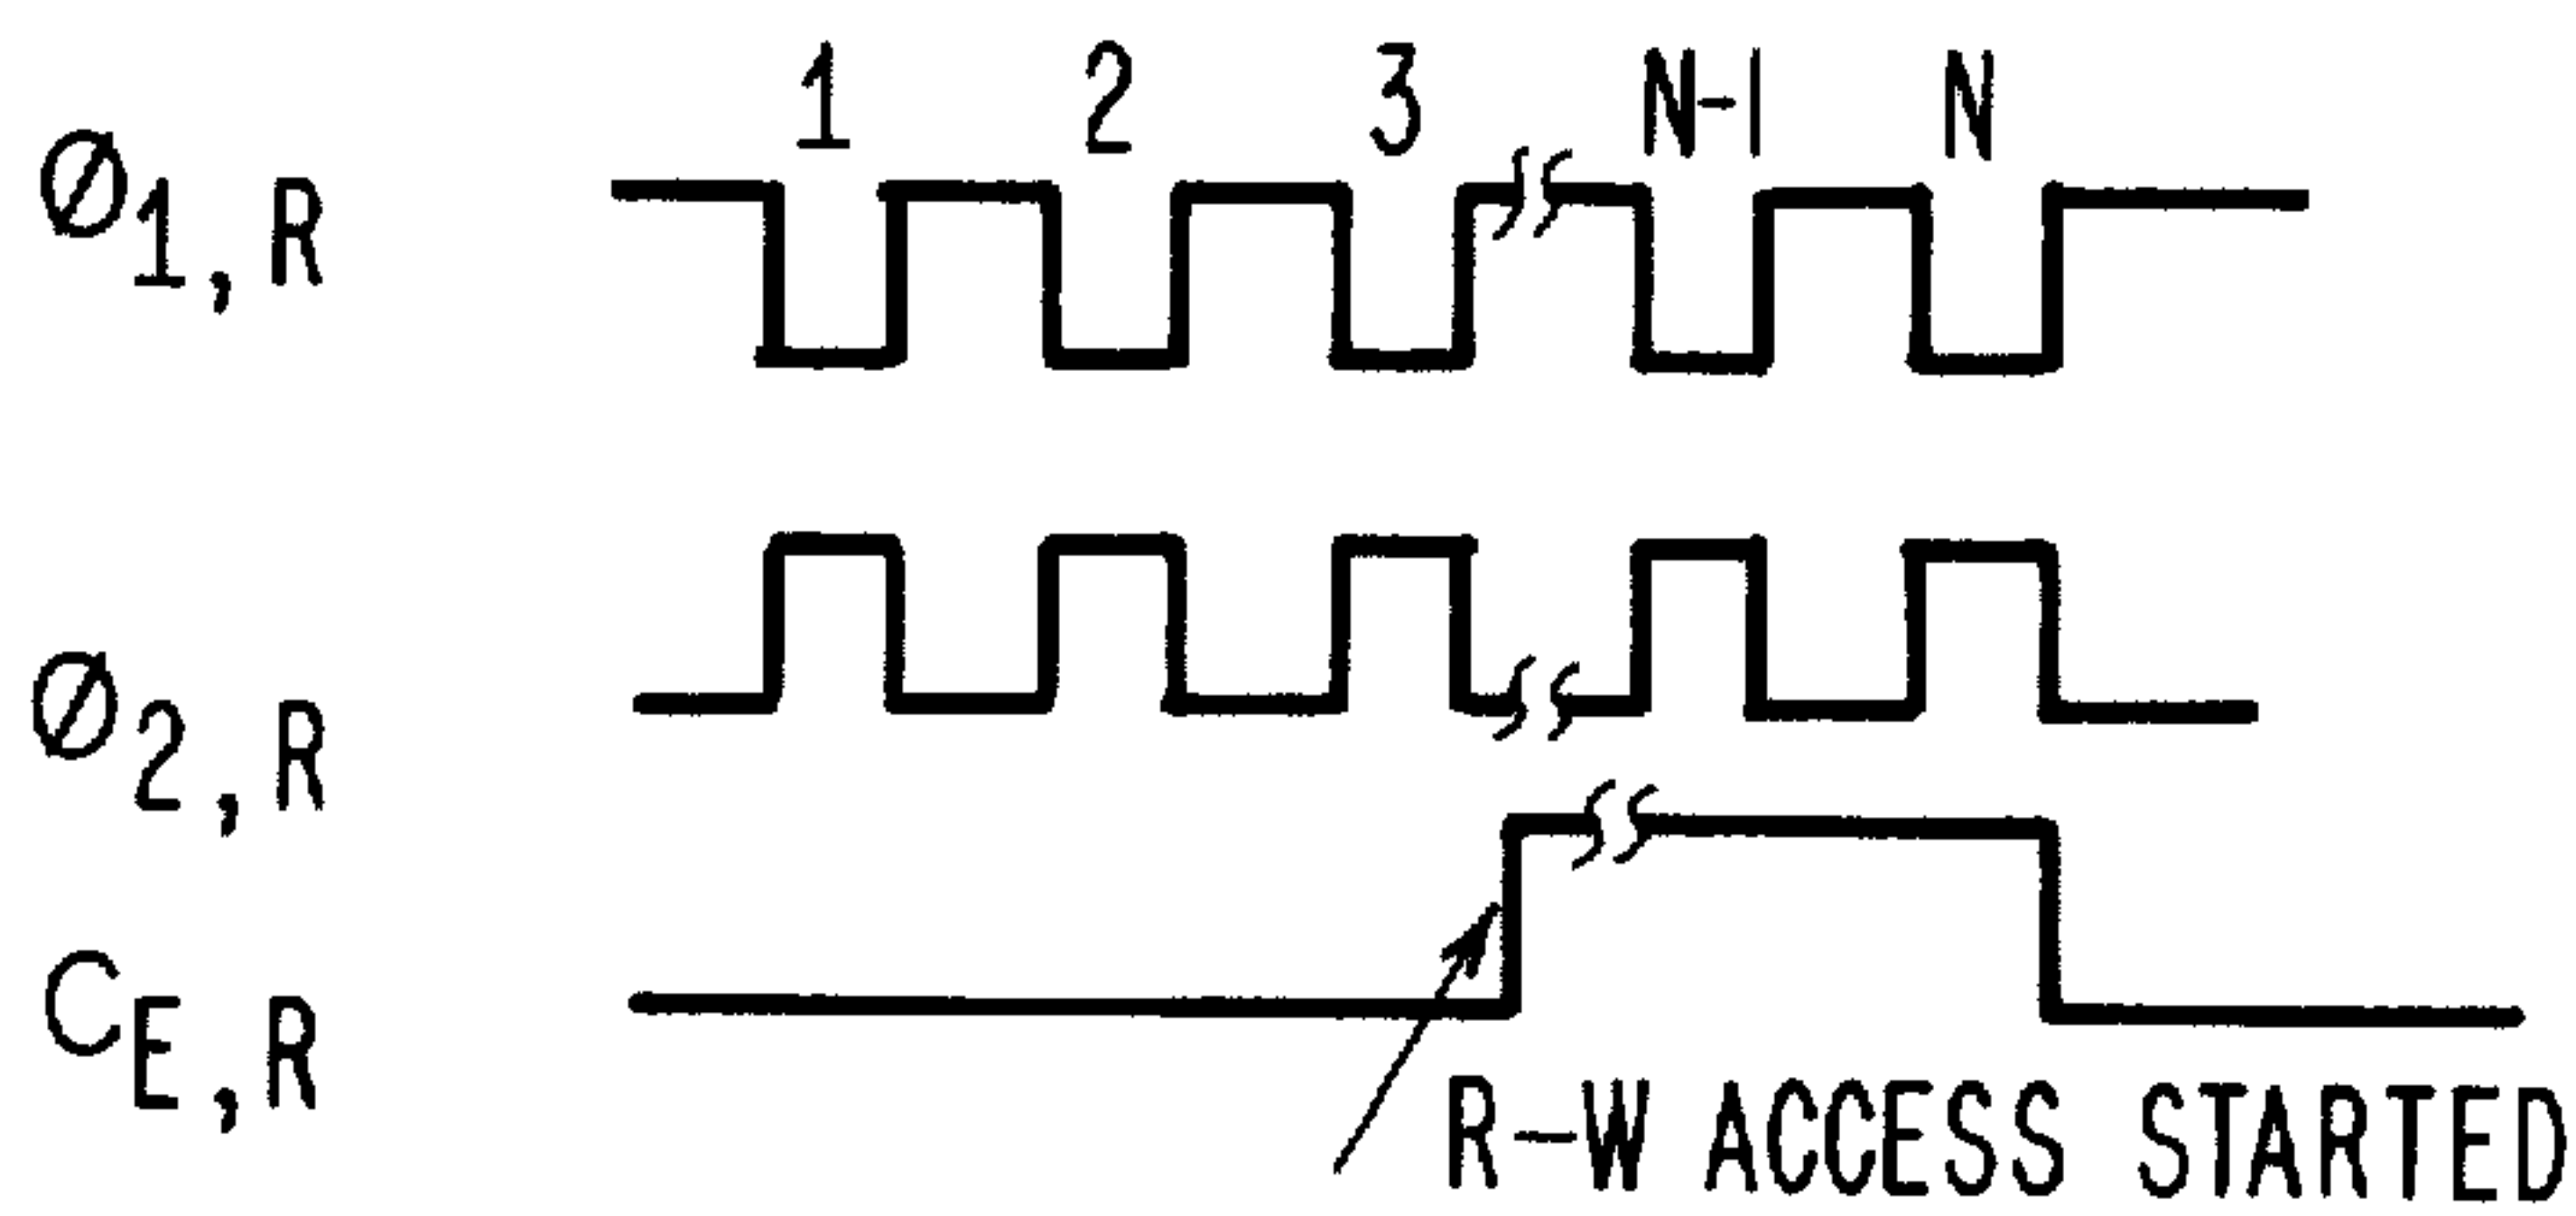 1 2 3 N-1 N
Ø1,R
Ø2,R
CE,R
R-W ACCESS STARTED